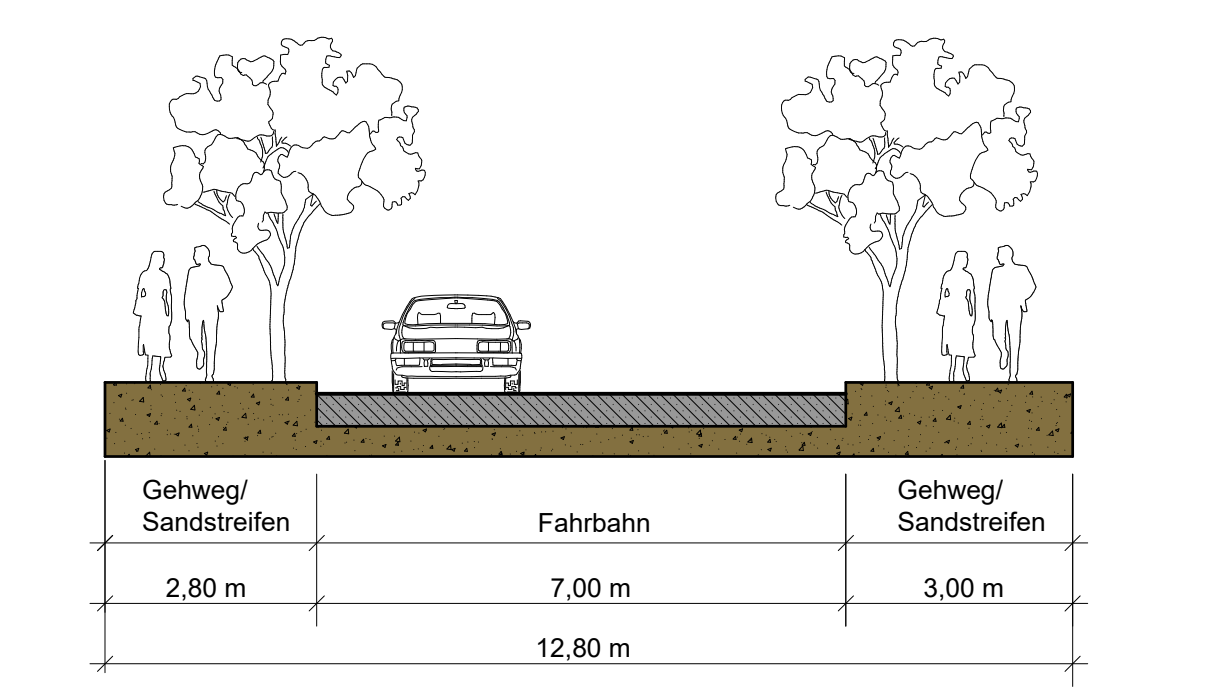 Gehweg/
Sandstreifen
Fahrbahn
Gehweg/
Sandstreifen
2,80 m
7,00 m
3,00 m
12,80 m